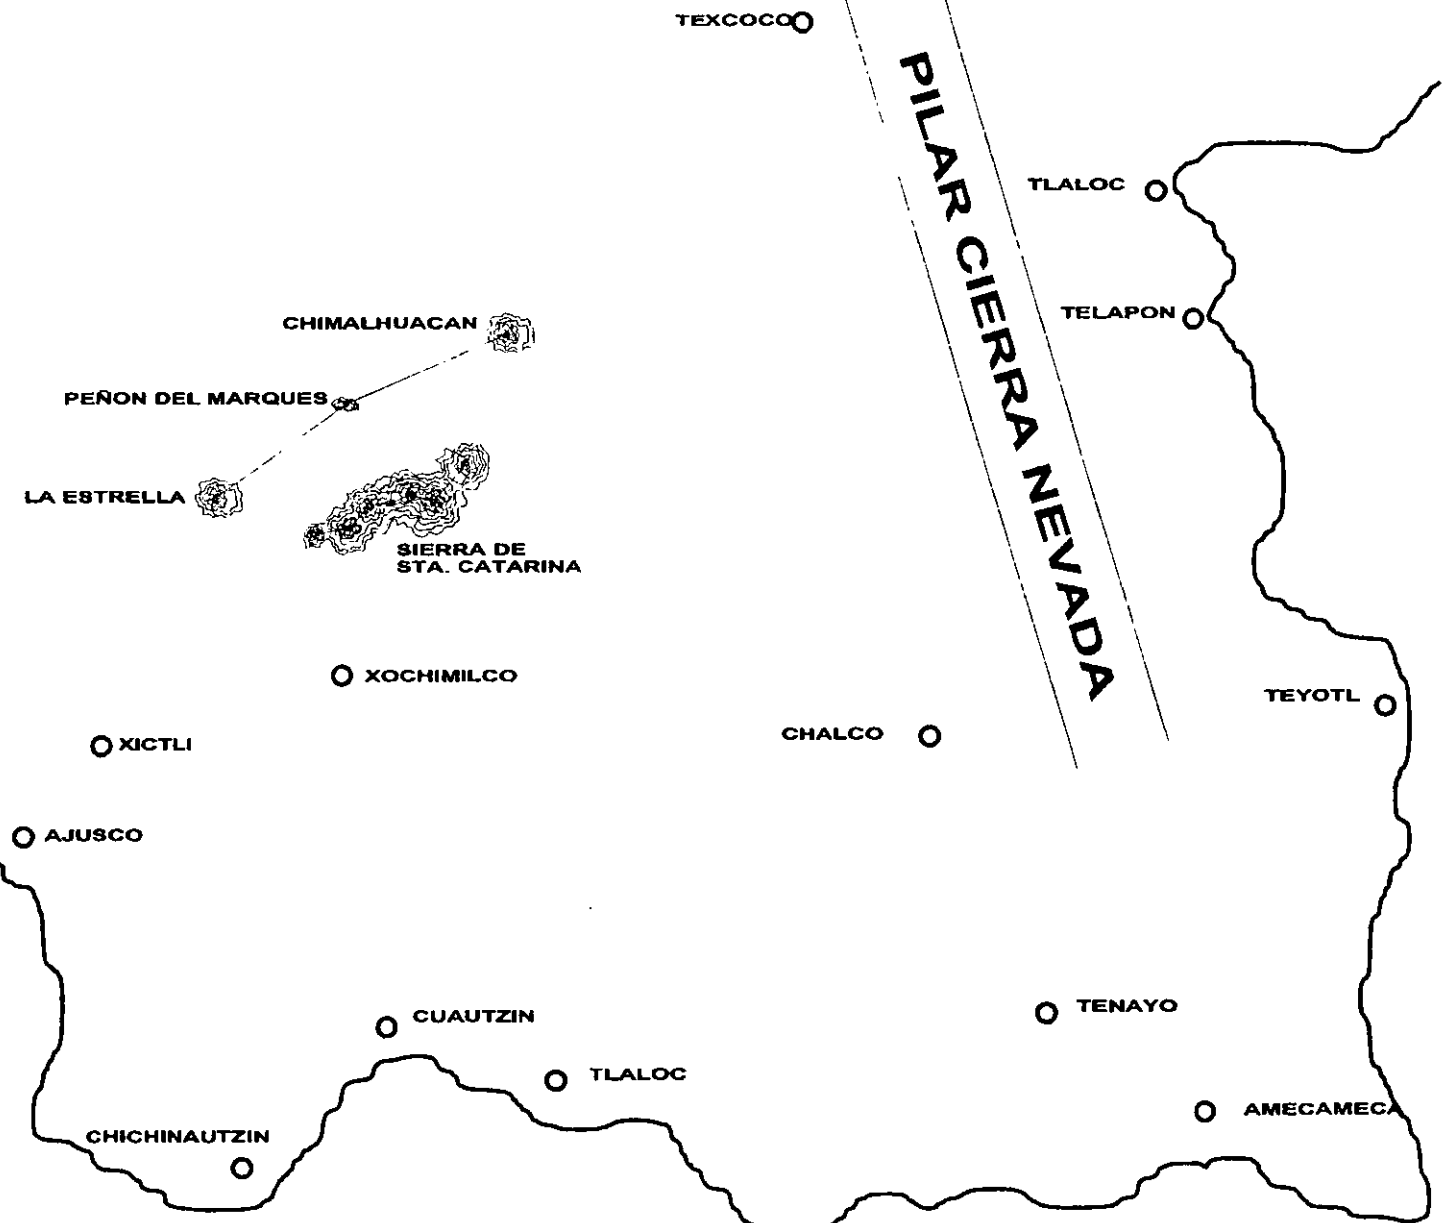 TEXCOCO
PILAR CIERRA NEVADA
TLALOC
TELAPON
CHIMALHUACAN
PEÑON DEL MARQUES
LA ESTRELLA
SIERRA DE
STA. CATARINA
XOCHIMILCO
TEYOTL
XICTLI
CHALCO
AJUSCO
TENAYO
CUAUTZIN
TLALOC
AMECAMECA
CHICHINAUTZIN